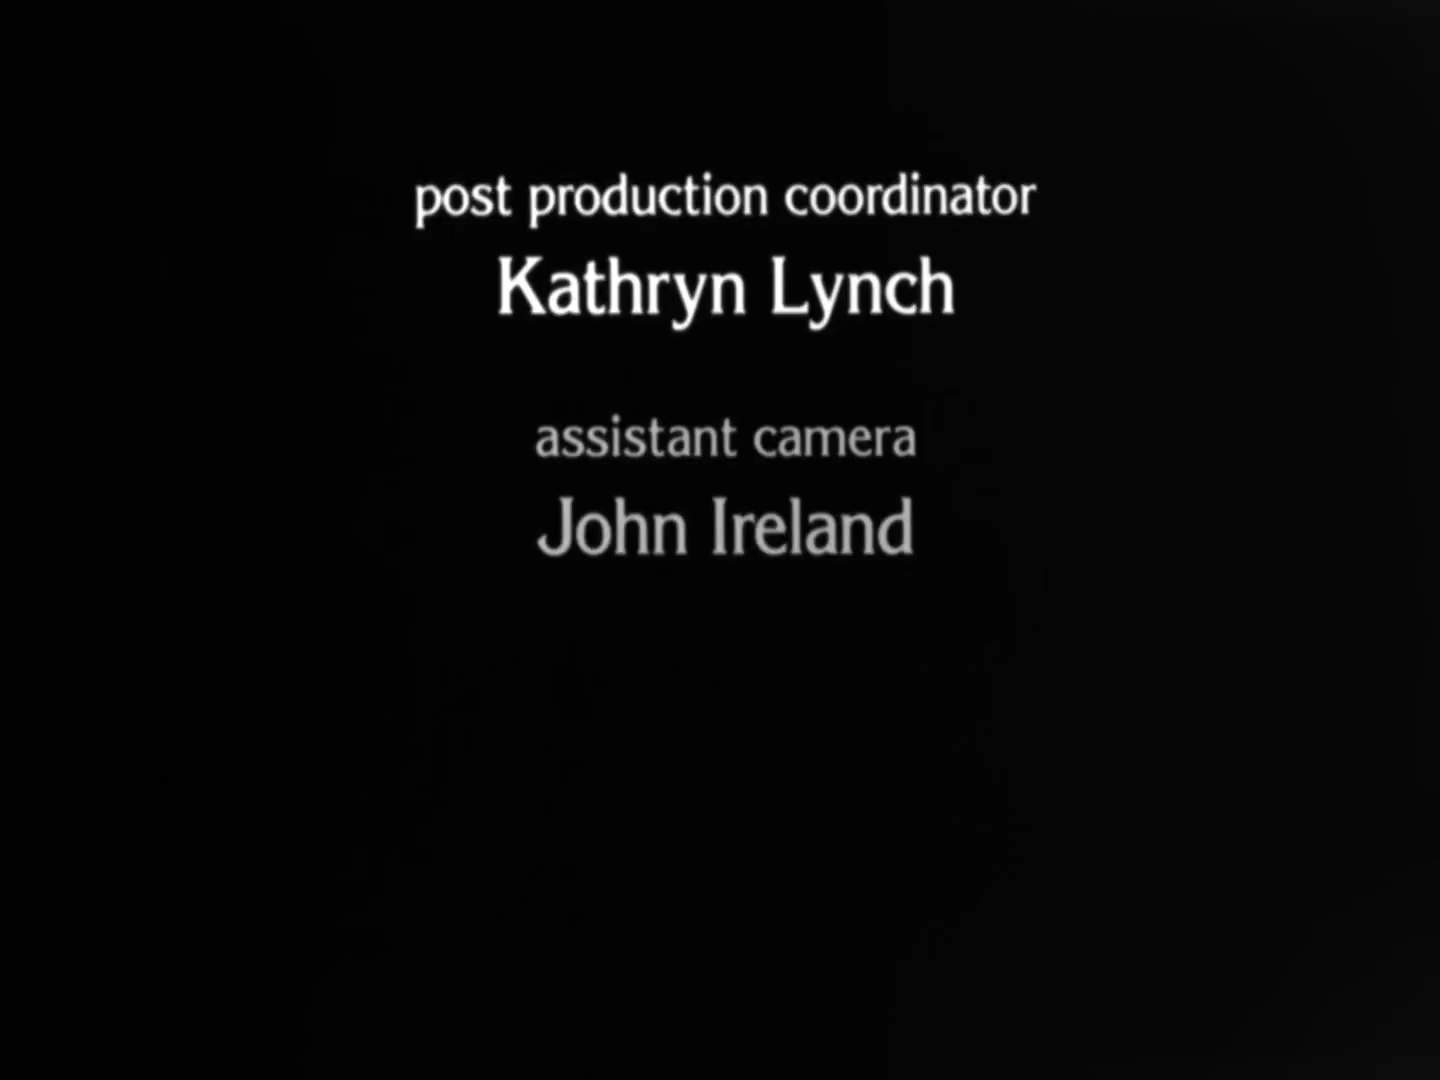 post production coordinator
Kathryn Lynch
assistant camera
John Ireland